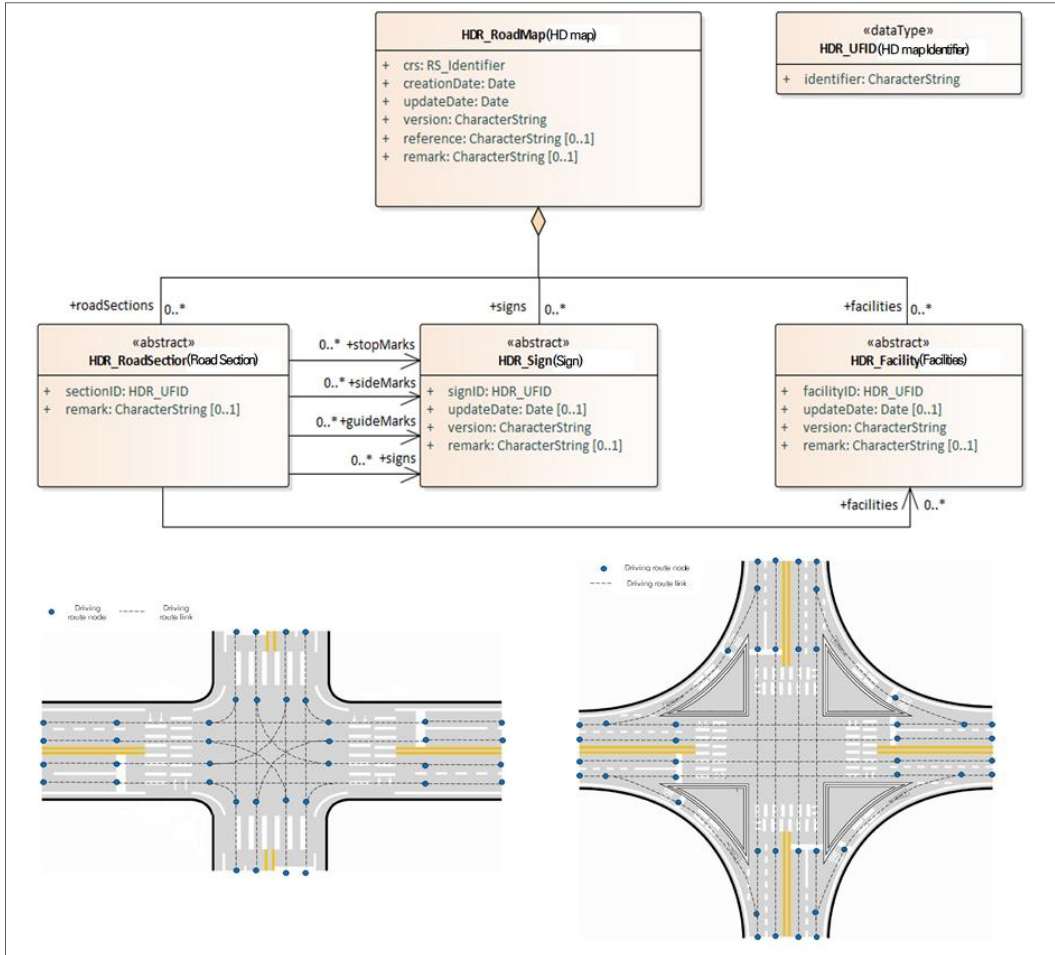 HDR_RoadMap(HD map)
+ crs: RS_Identifier
+ creationDate: Date
+ updateDate: Date
+ version: CharacterString
+ reference: CharacterString [0..1]
+ remark: CharacterString [0..1]
«dataType»
HDR_UFID(HD map Identifier)
+ identifier: CharacterString
+roadSections 0..*
+signs 0..*
+facilities 0..*
«abstract»
HDR_RoadSection(Road Section)
+ sectionID: HDR_UFID
+ remark: CharacterString [0..1]
0..* +stopMarks
0..* +sideMarks
0..* +guideMarks
0..* +signs
«abstract»
HDR_Sign(Sign)
+ signID: HDR_UFID
+ updateDate: Date [0..1]
+ version: CharacterString
+ remark: CharacterString [0..1]
«abstract»
HDR_Facility(Facilities)
+ facilityID: HDR_UFID
+ updateDate: Date [0..1]
+ version: CharacterString
+ remark: CharacterString [0..1]
+facilities 0..*
Driving
route node
Driving
route link
Driving route node
Driving route link